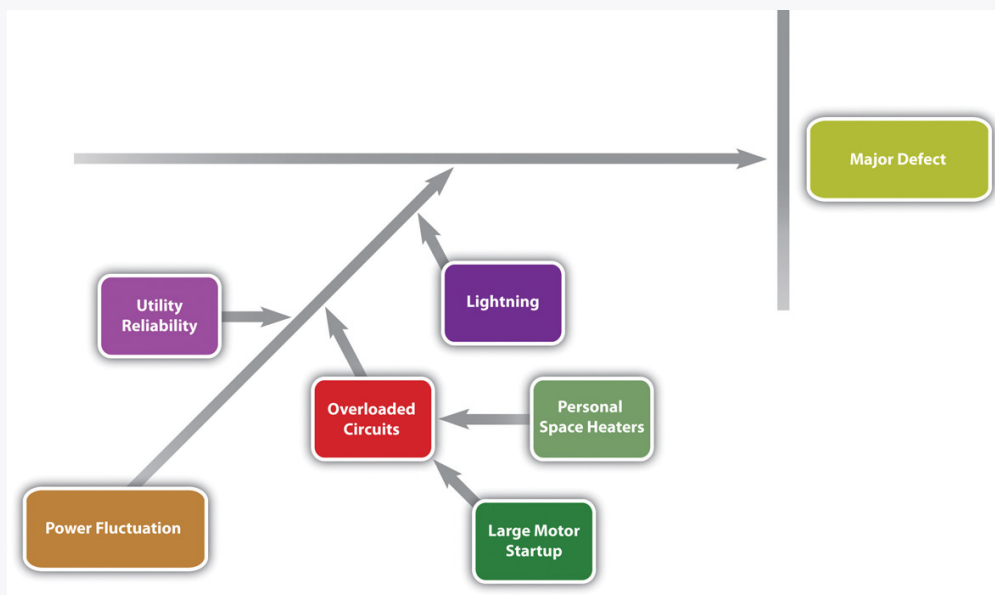 Major Defect
Utility
Reliability
Lightning
Overloaded
Circuits
Personal
Space Heaters
Power Fluctuation
Large Motor
Startup